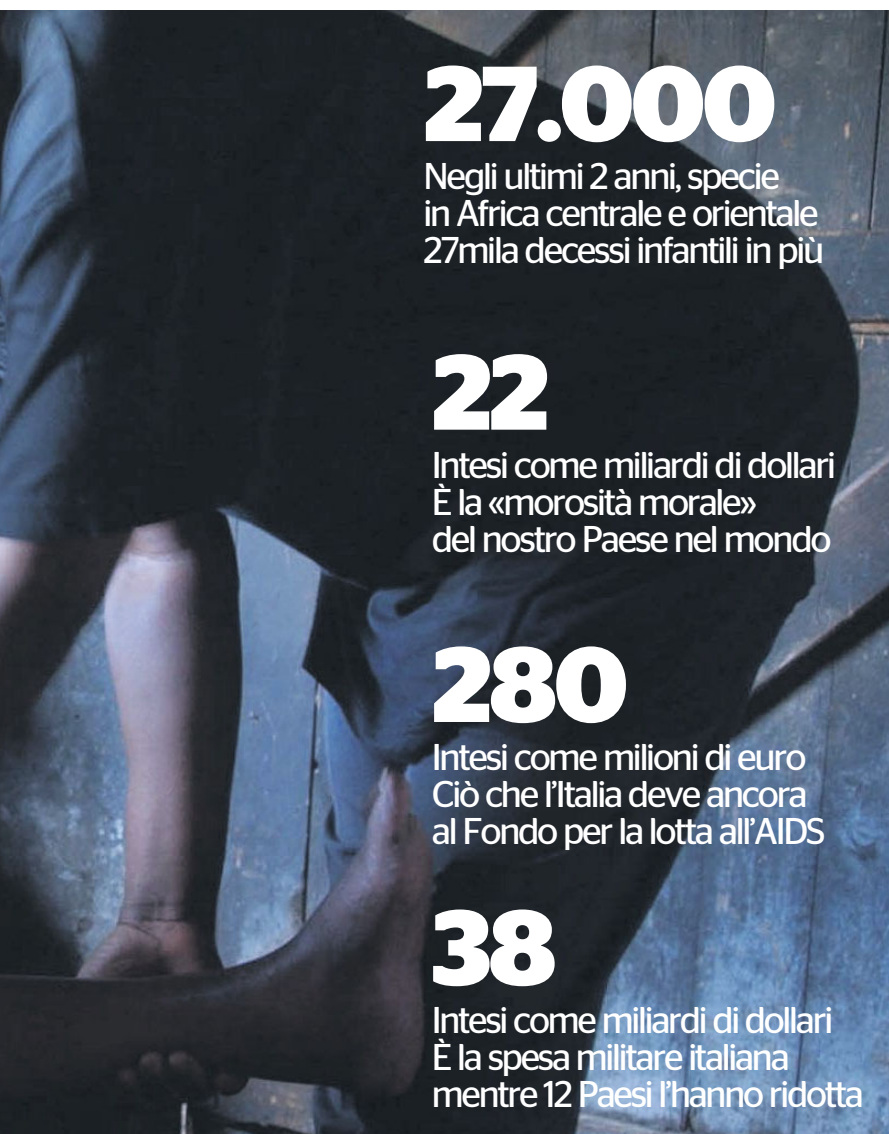 27.000
Negli ultimi 2 anni, specie
in Africa centrale e orientale
27mila decessi infantili in più
22
Intesi come miliardi di dollari
È la «morosità morale»
del nostro Paese nel mondo
280
Intesi come milioni di euro
Ciò che l'Italia deve ancora
al Fondo per la lotta all'AIDS
38
Intesi come miliardi di dollari
È la spesa militare italiana
mentre 12 Paesi l'hanno ridotta